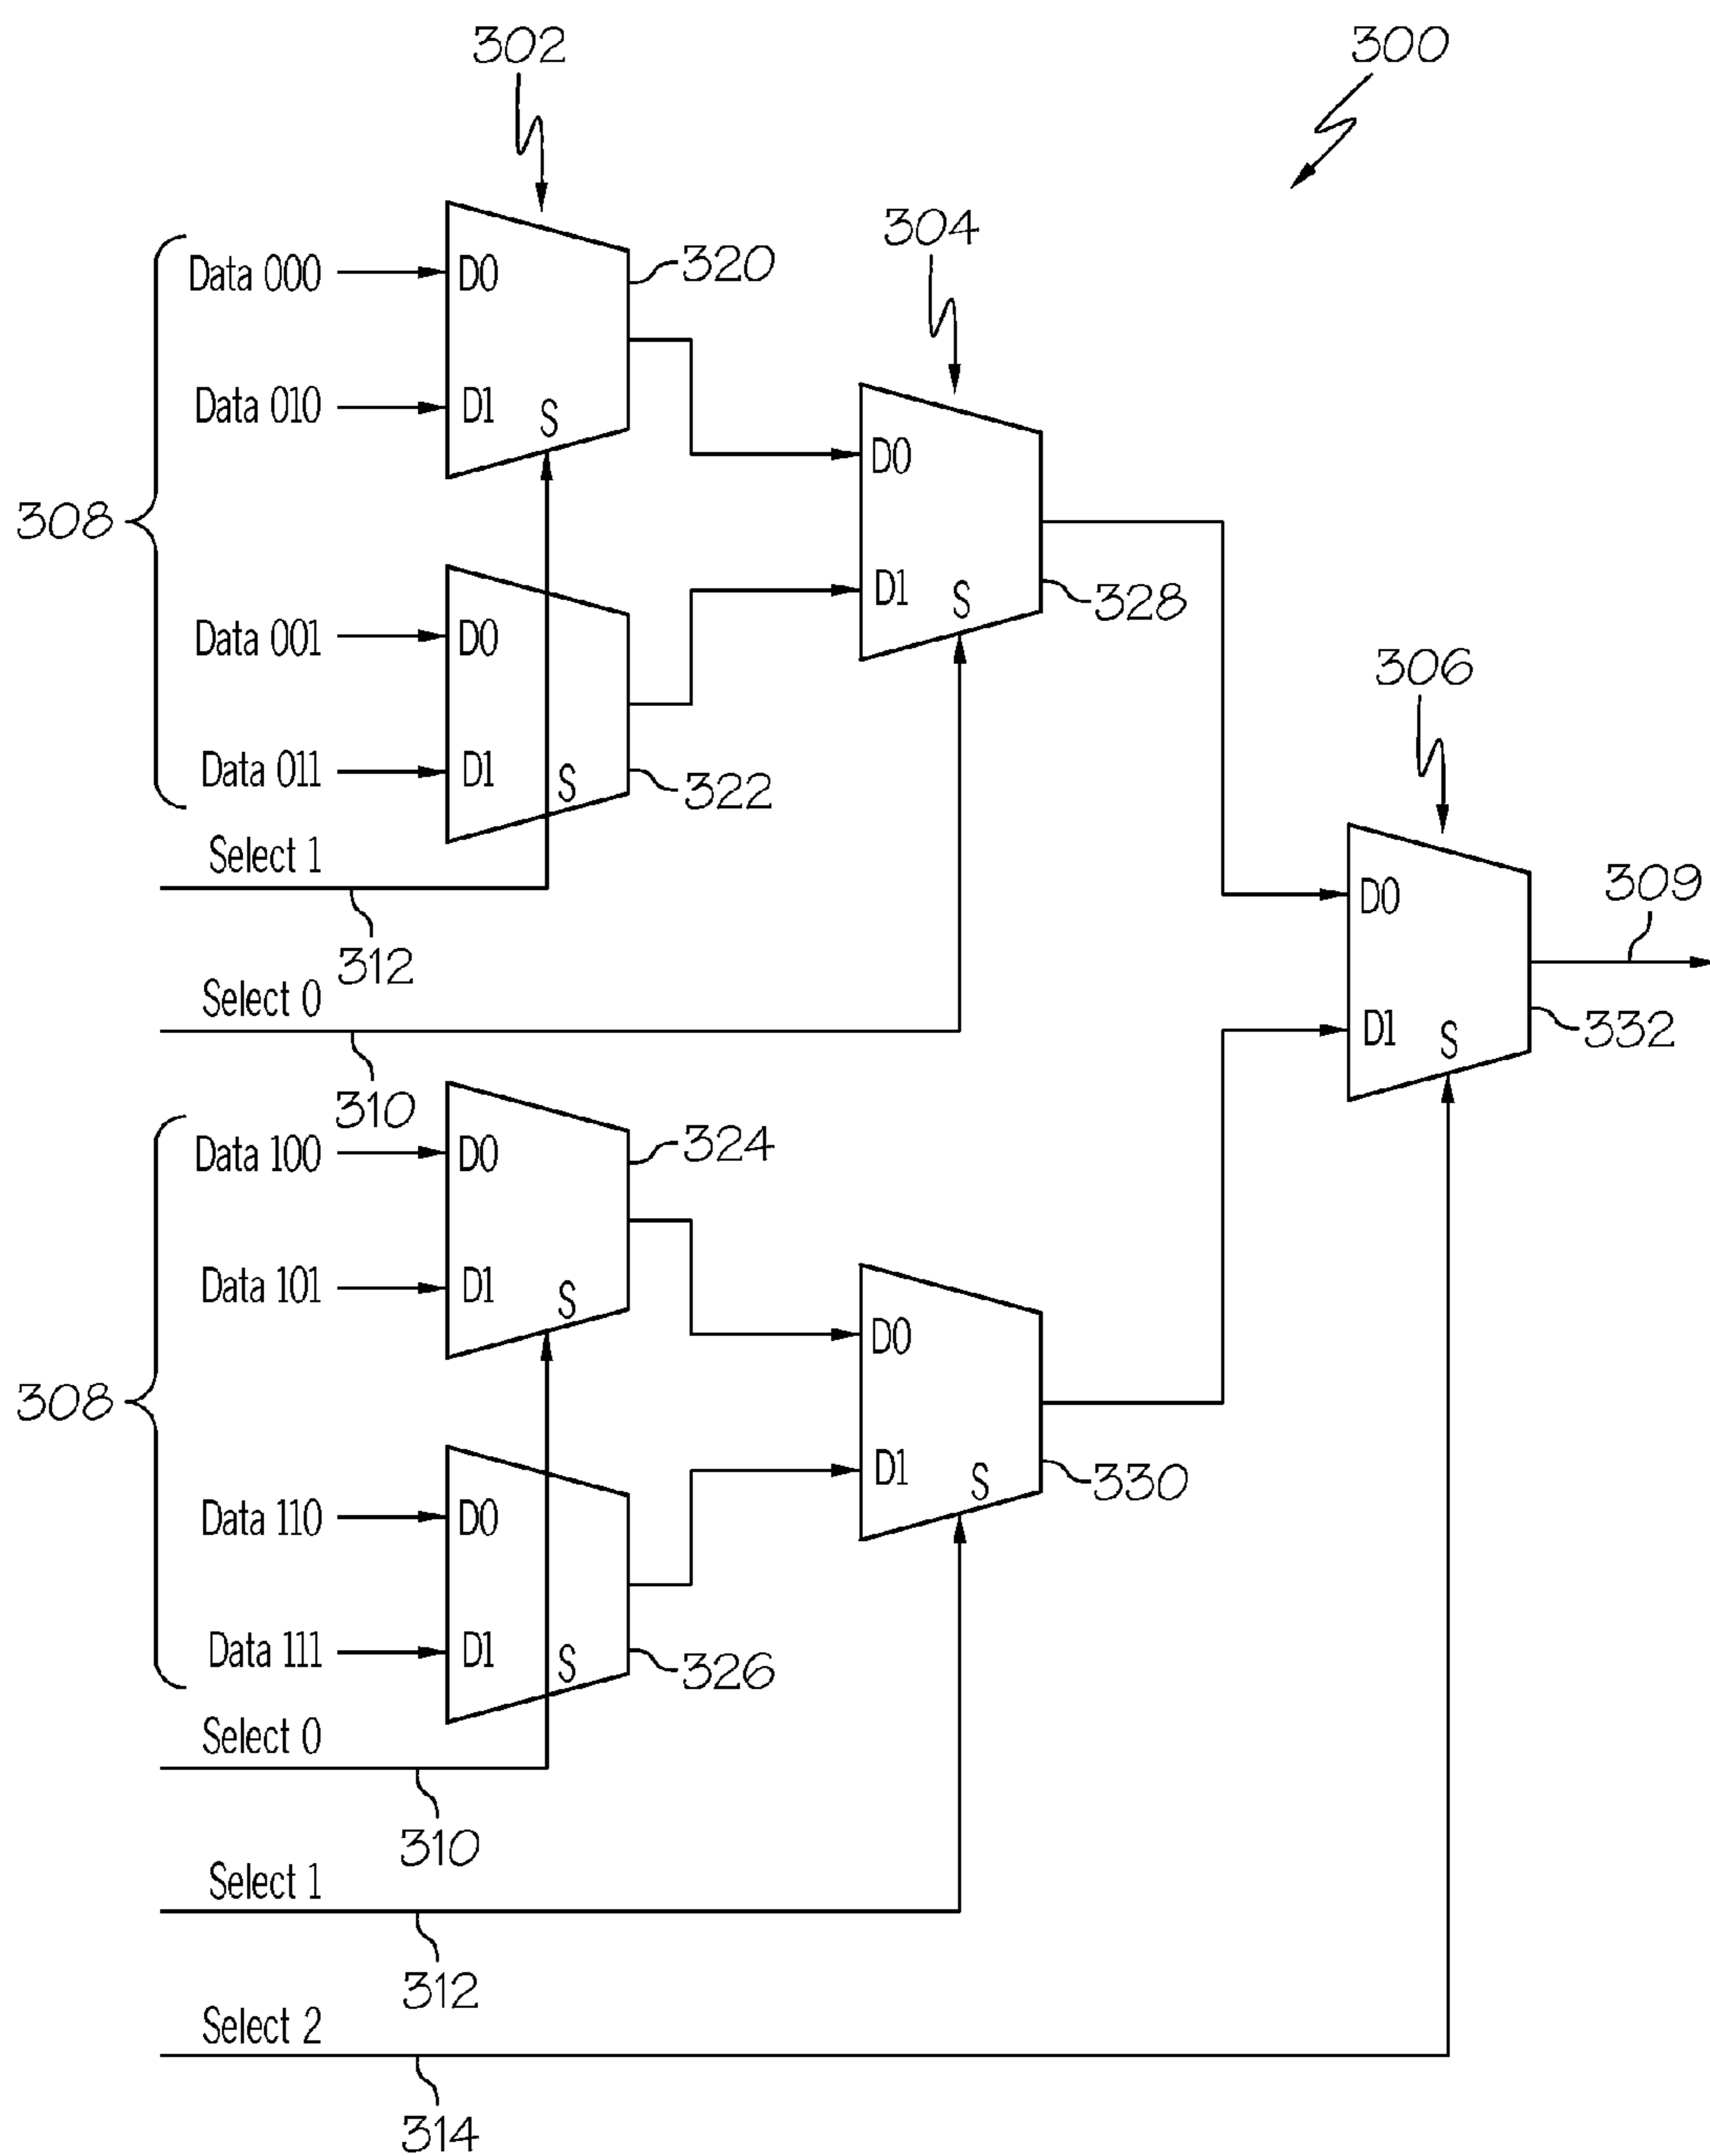 302
300
304
Data 000
D0
320
Data 010
D1
S
D0
308
Data 001
D0
D1
S
328
306
Data 011
D1
S
322
Select 1
D0
309
312
Select 0
D1
S
332
310
Data 100
D0
324
Data 101
D1
S
D0
308
Data 110
D0
D1
S
330
Data 111
D1
S
326
Select 0
310
Select 1
312
Select 2
314